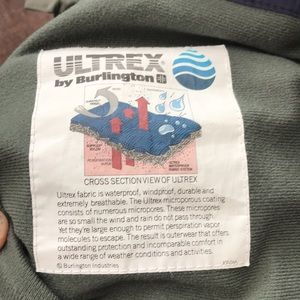 ULTREX
by Burlington
CROSS SECTION VIEW OF ULTREX
Ultrex fabric is waterproof, windproof, durable and
extremely breathable. The Ultrex microporous coating
consists of numerous micropores. These micropores
are so small the wind and rain do not pass through.
Yet they're large enough to permit perspiration vapor
molecules to escape. The result is outerwear that offers
outstanding protection and incomparable comfort in
a wide range of weather conditions and activities.
© Burlington Industries